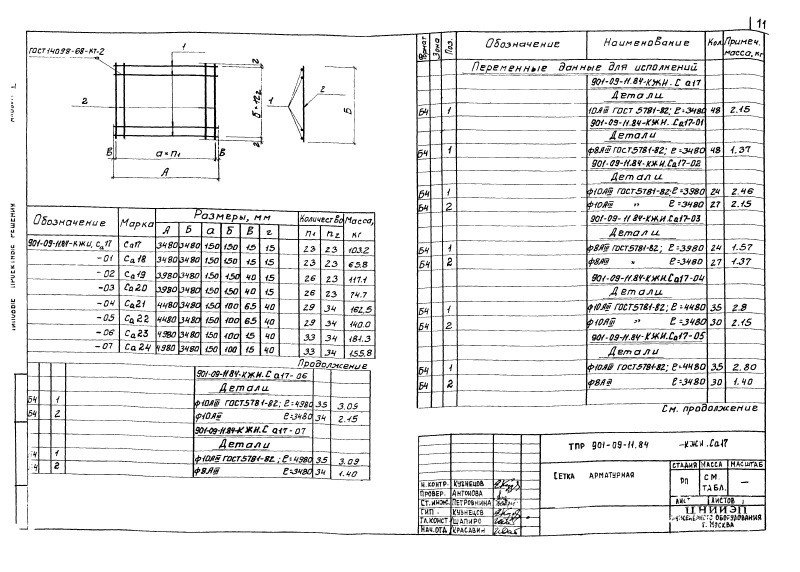 11
ГОСТ 14098-68-КТ-2
1
2
2
2
б=12₂
Б
1
2
Б
а = n₁
Б
А
Обозначение Марка Размеры, мм Количество Масса, кг
А Б а Б В г n₁ n₂
901-09-11.84-КЖИ. Са17 Са17 3480 3480 150 150 15 15 23 23 103.2
-01 Са18 3480 3480 150 150 15 15 23 23 65.8
-02 Са19 3980 3480 150 150 40 15 26 23 117.1
-03 Са20 3980 3480 150 150 40 15 26 23 74.7
-04 Са21 4480 3480 150 100 65 40 29 34 162.5
-05 Са22 4480 3480 150 100 65 40 29 34 140.0
-06 Са23 4980 3480 150 100 15 40 33 34 181.3
-07 Са24 4980 3480 150 100 15 40 33 34 155.8
Продолжение
901-09-11.84-КЖИ. Са17-06
Детали
Б4 1 ф10АIII ГОСТ5781-82; ℓ=4980 35 3.09
Б4 2 ф10АIII ℓ=3480 34 2.15
901-09-11.84-КЖИ. Са17-07
Детали
1 ф10АIII ГОСТ5781-82; ℓ=4980 35 3.09
2 ф8АIII ℓ=3480 34 1.40
Формат Зона Поз. Обозначение Наименование Кол. Примеч. масса, кг
Переменные данные для исполнений
901-09-11.84-КЖИ. Са17
Детали
Б4 1 10АIII ГОСТ 5781-82; ℓ=3480 48 2.15
901-09-11.84-КЖИ. Са17-01
Детали
Б4 1 ф8АIII ГОСТ5781-82; ℓ=3480 48 1.37
901-09-11.84-КЖИ. Са17-02
Детали
Б4 1 ф10АIII ГОСТ5781-82; ℓ=3980 24 2.46
Б4 2 ф10АIII " ℓ=3480 27 2.15
901-09-11.84-КЖИ. Са17-03
Детали
Б4 1 ф8АIII ГОСТ5781-82; ℓ=3980 24 1.57
Б4 2 ф8АIII " ℓ=3480 27 1.37
901-09-11.84-КЖИ. Са17-04
Детали
Б4 1 ф10АIII ГОСТ5781-82; ℓ=4480 35 2.8
Б4 2 ф10АIII " ℓ=3480 30 2.15
901-09-11.84-КЖИ. Са17-05
Детали
Б4 1 ф10АIII ГОСТ5781-82; ℓ=4480 35 2.80
Б4 2 ф8АIII ℓ=3480 30 1.40
См. продолжение
ТПР 901-09-11.84 -КЖИ. Са17
Сетка арматурная
Стадия Масса Масштаб
РП См. табл. —
Лист Листов 1
Н.контр. Кузнецов
Провер. Антонова
Ст.инж. Петровнина
ГИП Кузнецов
Гл.конст Шапиро
Нач.отд. Красавин
ЦНИИЭП
инженерного оборудования
г. Москва